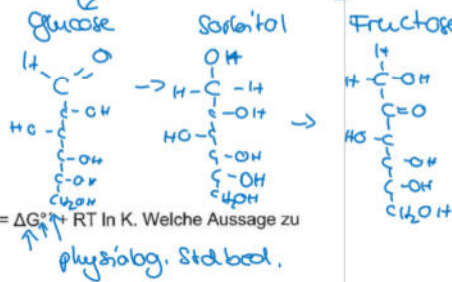 Glucose Sorbitol Fructose
H O OH H
C → H-C-H H-C-OH
C-OH C-OH → C=O
HO-C HO-C HO-C
C-OH C-OH C-OH
C-OH C-OH C-OH
CH2OH CH2OH CH2OH
= ΔG°' + RT ln K. Welche Aussage zu
physiolog. Stdbed.